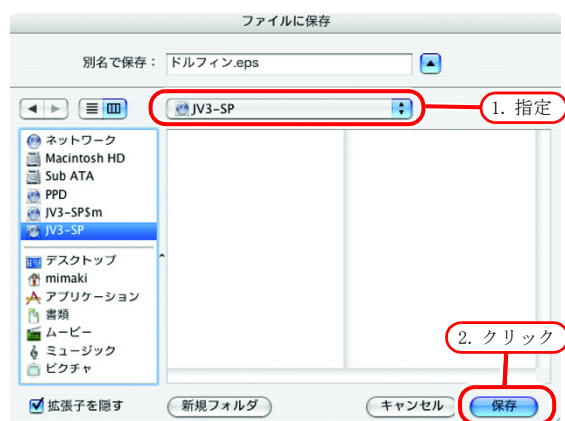 ファイルに保存
別名で保存：
ドルフィン.eps
JV3-SP
1. 指定
ネットワーク
Macintosh HD
Sub ATA
PPD
JV3-SPSm
JV3-SP
デスクトップ
mimaki
アプリケーション
書類
ムービー
ミュージック
ピクチャ
2. クリック
拡張子を隠す
新規フォルダ
キャンセル
保存